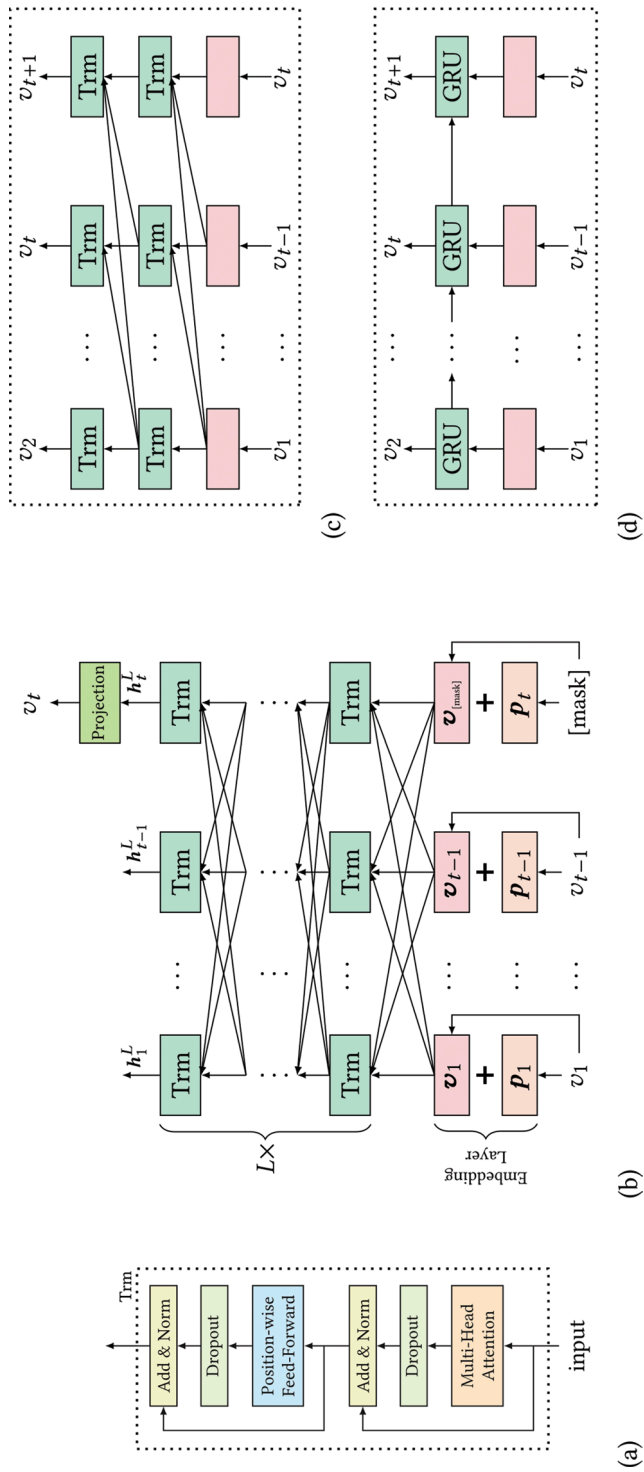 Trm
Add & Norm
Dropout
Position-wise
Feed-Forward
Add & Norm
Dropout
Multi-Head
Attention
input
(a)
v_t
Projection
h_1^L h_{t-1}^L h_t^L
Trm ... Trm Trm
L×
... ... ...
Trm ... Trm Trm
Embedding
Layer
v_1 ... v_{t-1} v_{[mask]}
+ + +
p_1 ... p_{t-1} p_t
v_1 ... v_{t-1} [mask]
(b)
v_2 ... v_t v_{t+1}
Trm ... Trm Trm
Trm ... Trm Trm
v_1 ... v_{t-1} v_t
(c)
v_2 ... v_t v_{t+1}
GRU ... GRU GRU
...
v_1 ... v_{t-1} v_t
(d)